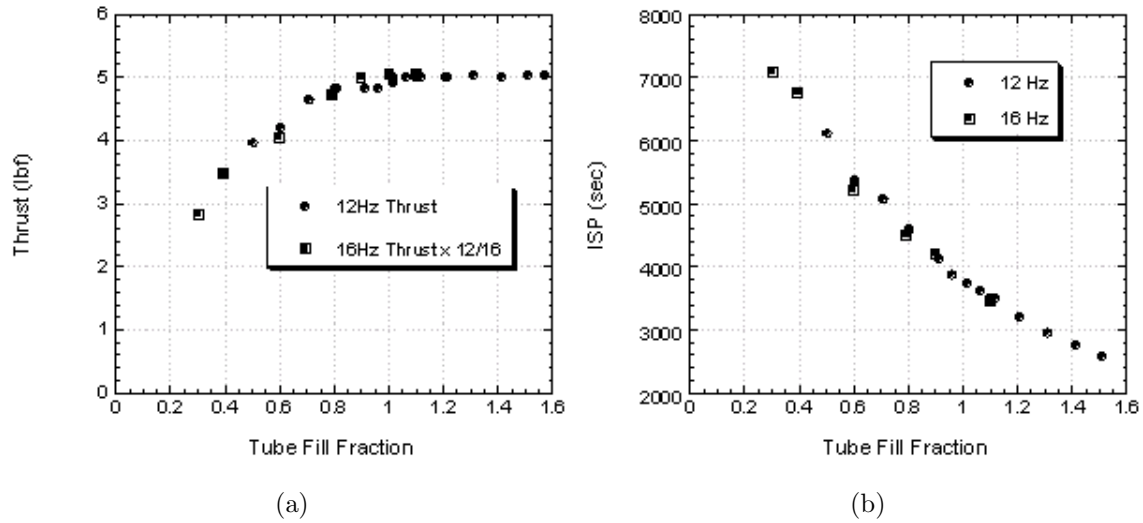 6
5
4
3
2
1
0
Thrust (lbf)
12Hz Thrust
16Hz Thrust x 12/16
0 0.2 0.4 0.6 0.8 1 1.2 1.4 1.6
Tube Fill Fraction
(a)
8000
7000
6000
5000
4000
3000
2000
ISP (sec)
12 Hz
16 Hz
0 0.2 0.4 0.6 0.8 1 1.2 1.4 1.6
Tube Fill Fraction
(b)